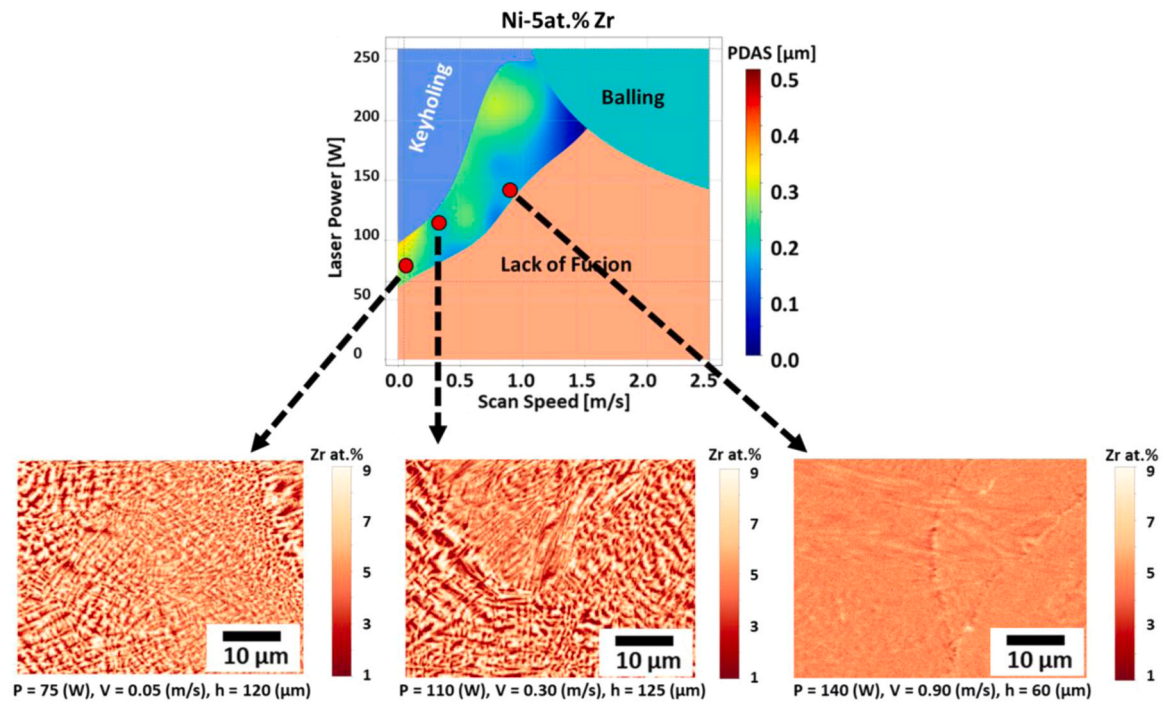 Ni-5at.% Zr
PDAS [µm]
250
200
150
100
50
0
Laser Power [W]
Keyholing
Balling
Lack of Fusion
0.5
0.4
0.3
0.2
0.1
0.0
0.0 0.5 1.0 1.5 2.0 2.5
Scan Speed [m/s]
Zr at.%
9
7
5
3
1
10 µm
P = 75 (W), V = 0.05 (m/s), h = 120 (µm)
Zr at.%
9
7
5
3
1
10 µm
P = 110 (W), V = 0.30 (m/s), h = 125 (µm)
Zr at.%
9
7
5
3
1
10 µm
P = 140 (W), V = 0.90 (m/s), h = 60 (µm)